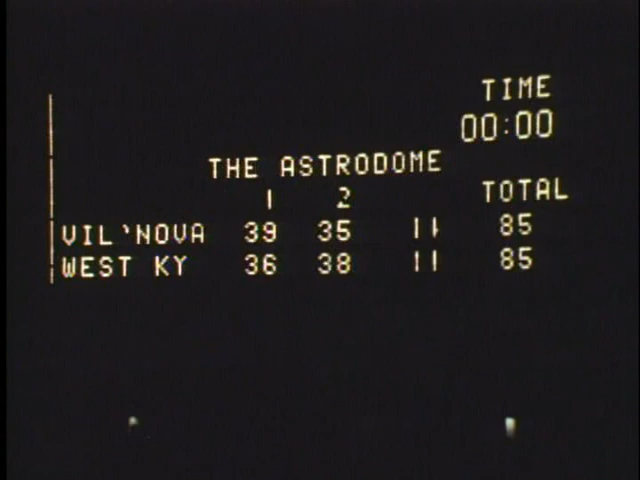 TIME
00:00
THE ASTRODOME
1 2 TOTAL
VIL'NOVA 39 35 11 85
WEST KY 36 38 11 85